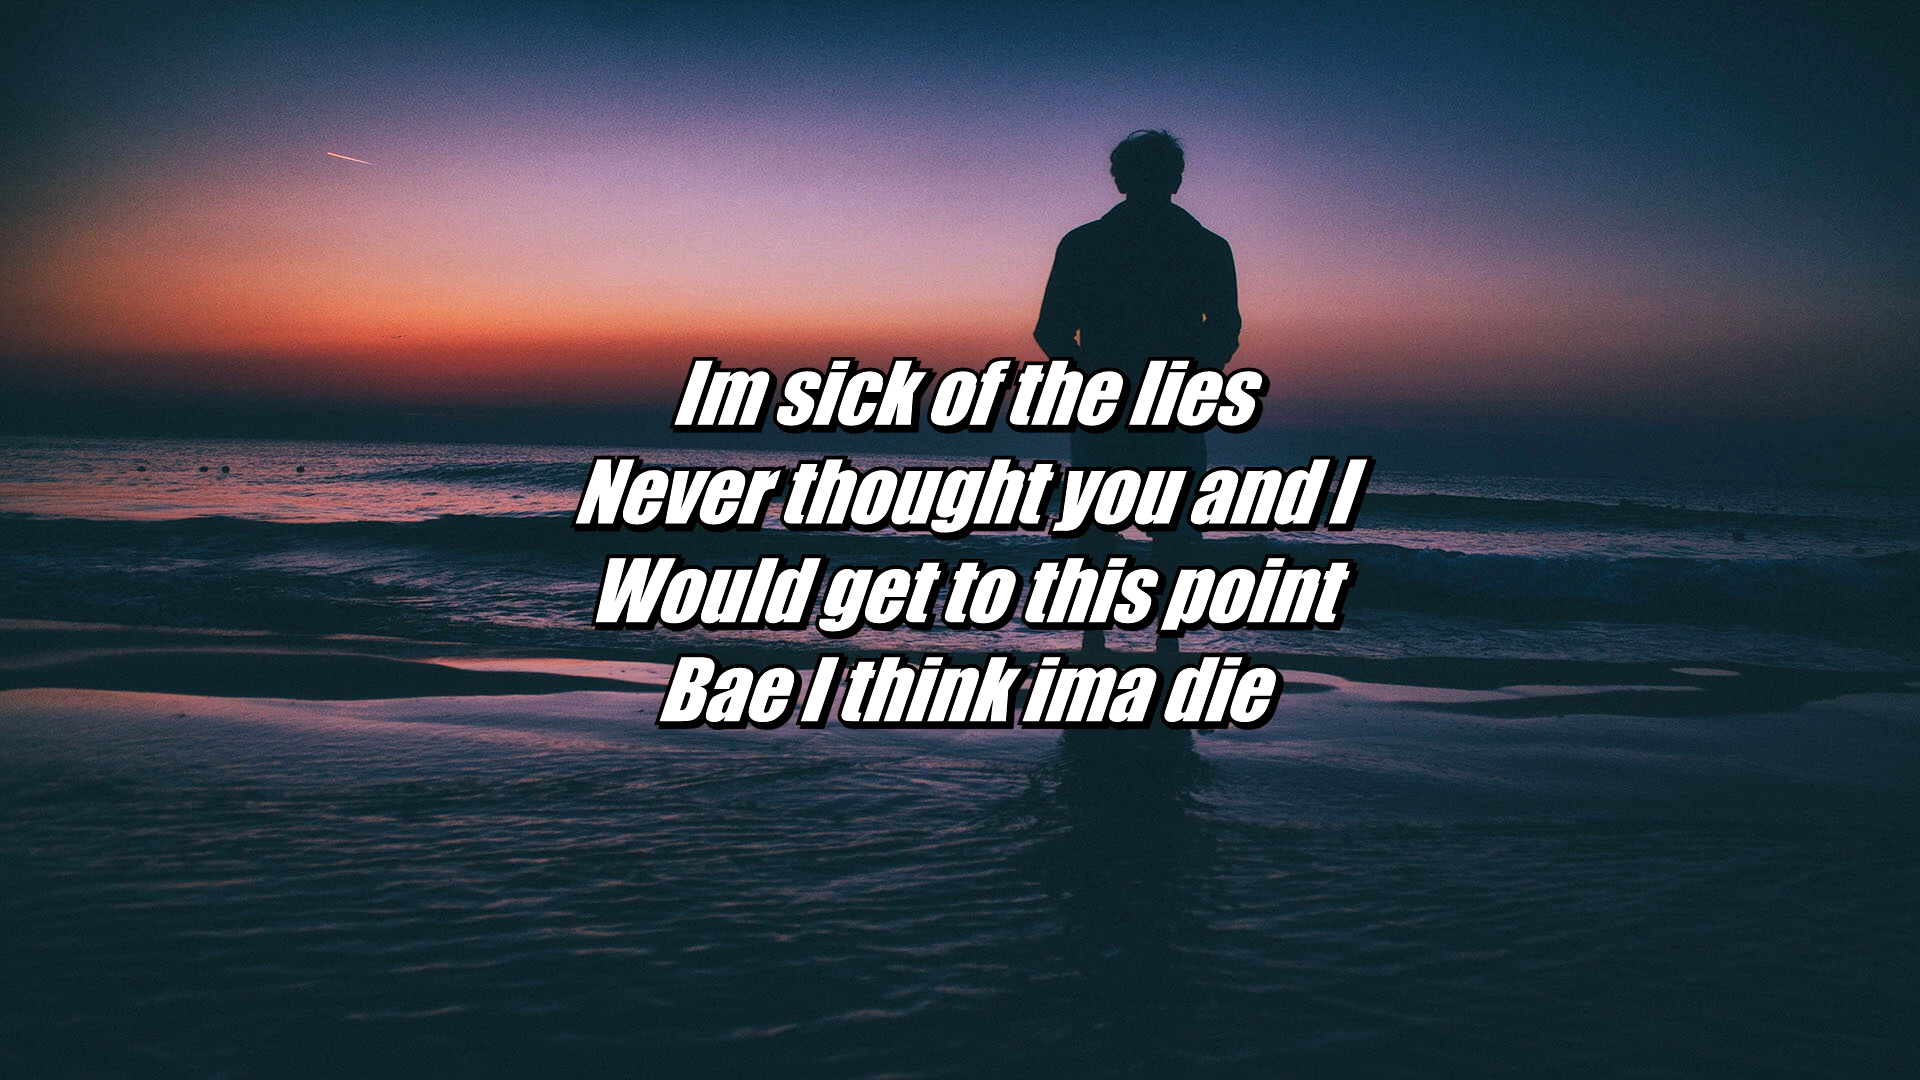 Im sick of the lies
Never thought you and I
Would get to this point
Bae I think ima die